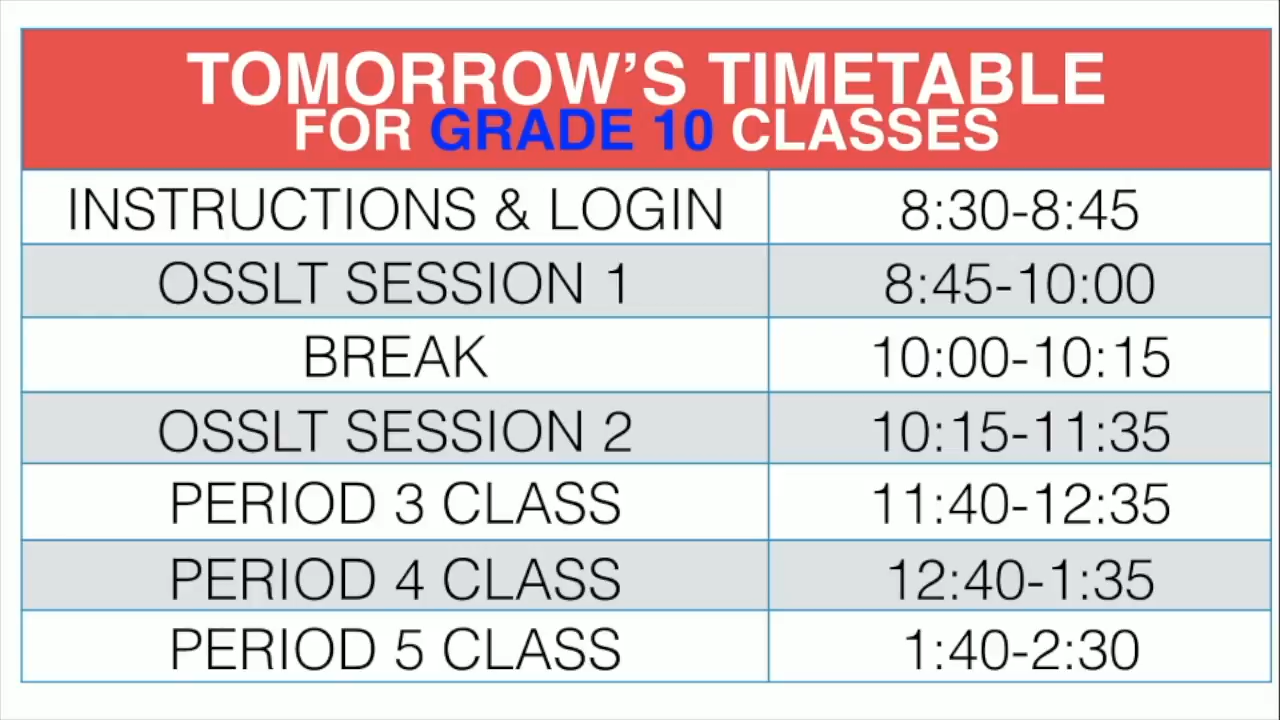 TOMORROW'S TIMETABLE
FOR GRADE 10 CLASSES
INSTRUCTIONS & LOGIN 8:30-8:45
OSSLT SESSION 1 8:45-10:00
BREAK 10:00-10:15
OSSLT SESSION 2 10:15-11:35
PERIOD 3 CLASS 11:40-12:35
PERIOD 4 CLASS 12:40-1:35
PERIOD 5 CLASS 1:40-2:30